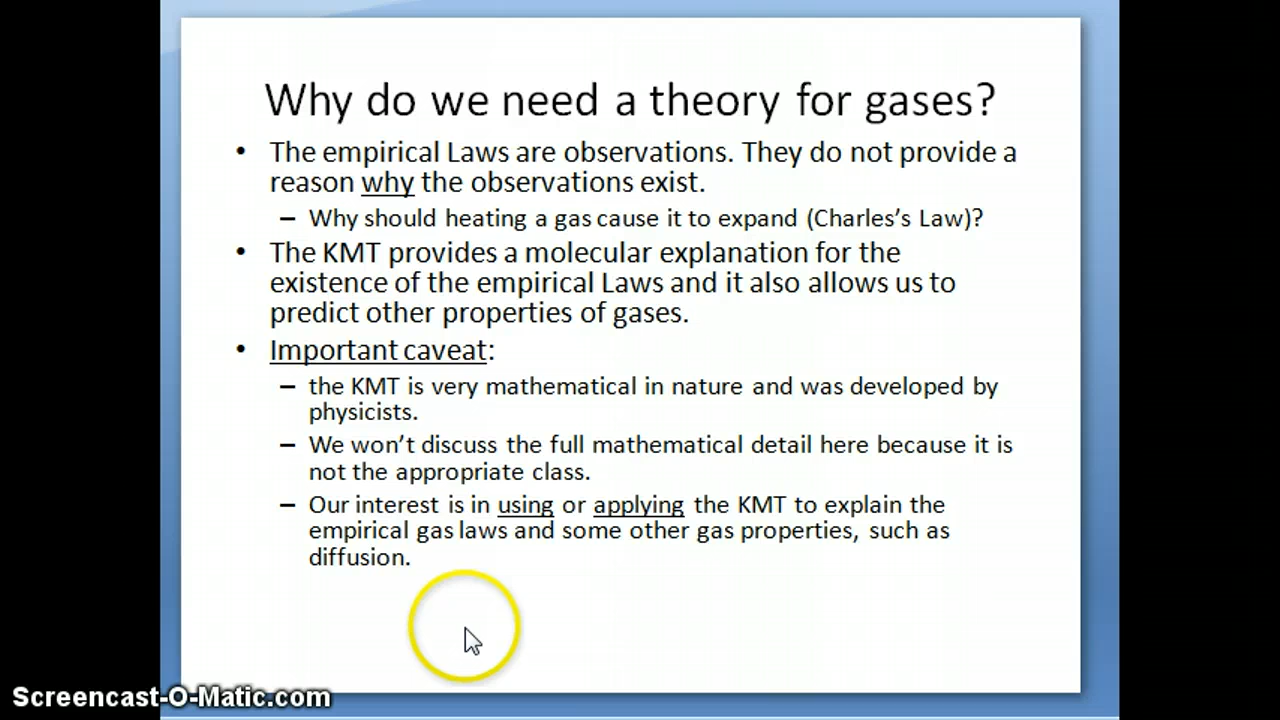 Why do we need a theory for gases?
• The empirical Laws are observations. They do not provide a
reason why the observations exist.
– Why should heating a gas cause it to expand (Charles's Law)?
• The KMT provides a molecular explanation for the
existence of the empirical Laws and it also allows us to
predict other properties of gases.
• Important caveat:
– the KMT is very mathematical in nature and was developed by
physicists.
– We won't discuss the full mathematical detail here because it is
not the appropriate class.
– Our interest is in using or applying the KMT to explain the
empirical gas laws and some other gas properties, such as
diffusion.
Screencast-O-Matic.com